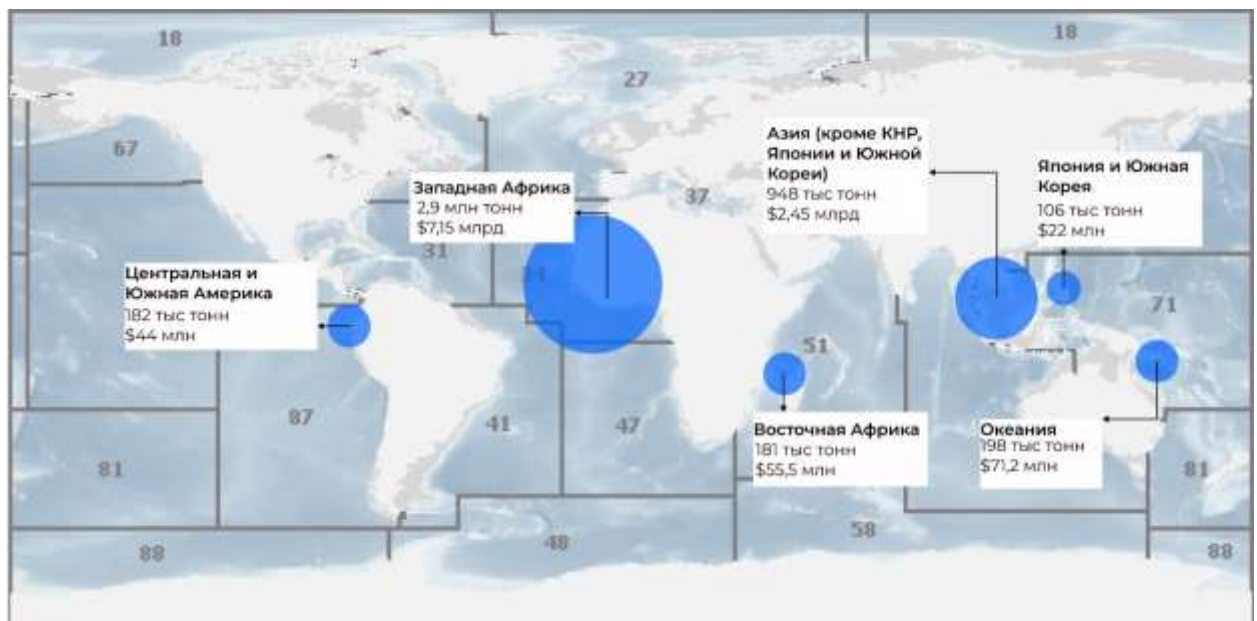 18
18
27
67
Азия (кроме КНР,
Японии и Южной
Кореи)
948 тыс тонн
$2,45 млрд
Япония и Южная
Корея
106 тыс тонн
$22 млн
Западная Африка
2,9 млн тонн
$7,15 млрд
37
31
34
Центральная и
Южная Америка
182 тыс тонн
$44 млн
71
51
87
41
47
Восточная Африка
181 тыс тонн
$55,5 млн
Океания
198 тыс тонн
$71,2 млн
81
81
88
48
58
88